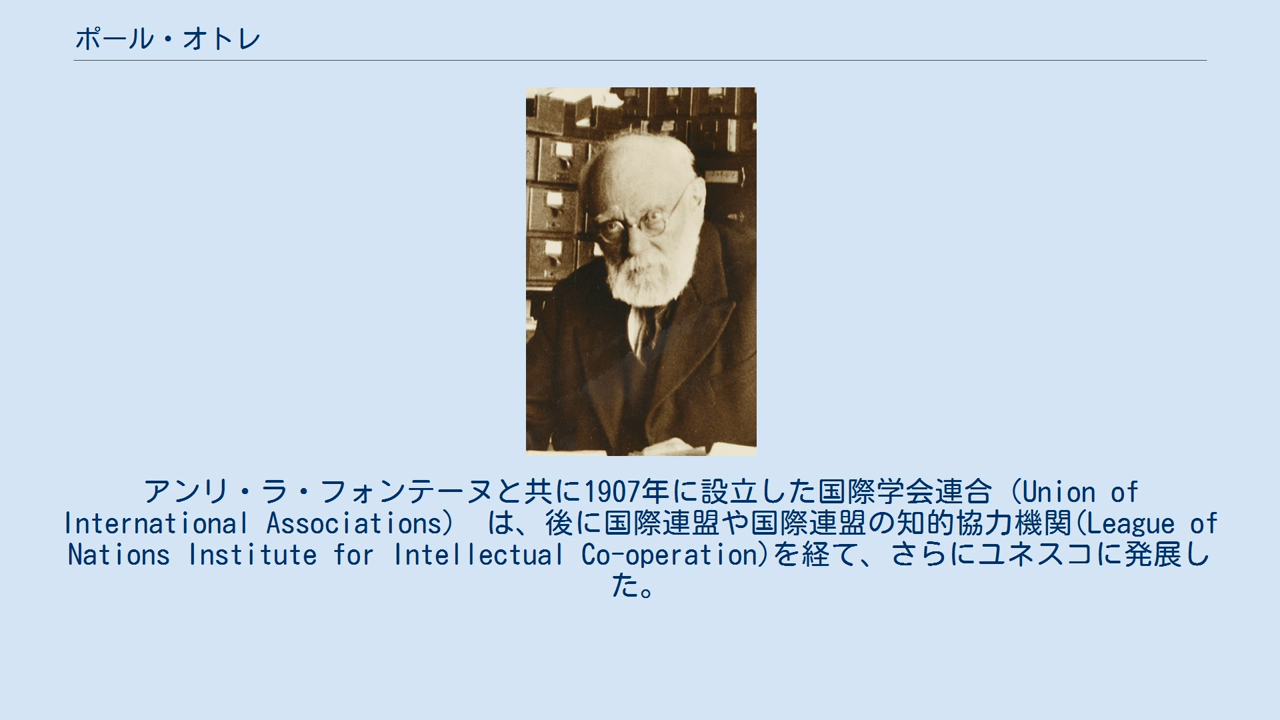 ポール・オトレ
アンリ・ラ・フォンテーヌと共に1907年に設立した国際学会連合 (Union of
International Associations) は、後に国際連盟や国際連盟の知的協力機関(League of
Nations Institute for Intellectual Co-operation)を経て、さらにユネスコに発展し
た。